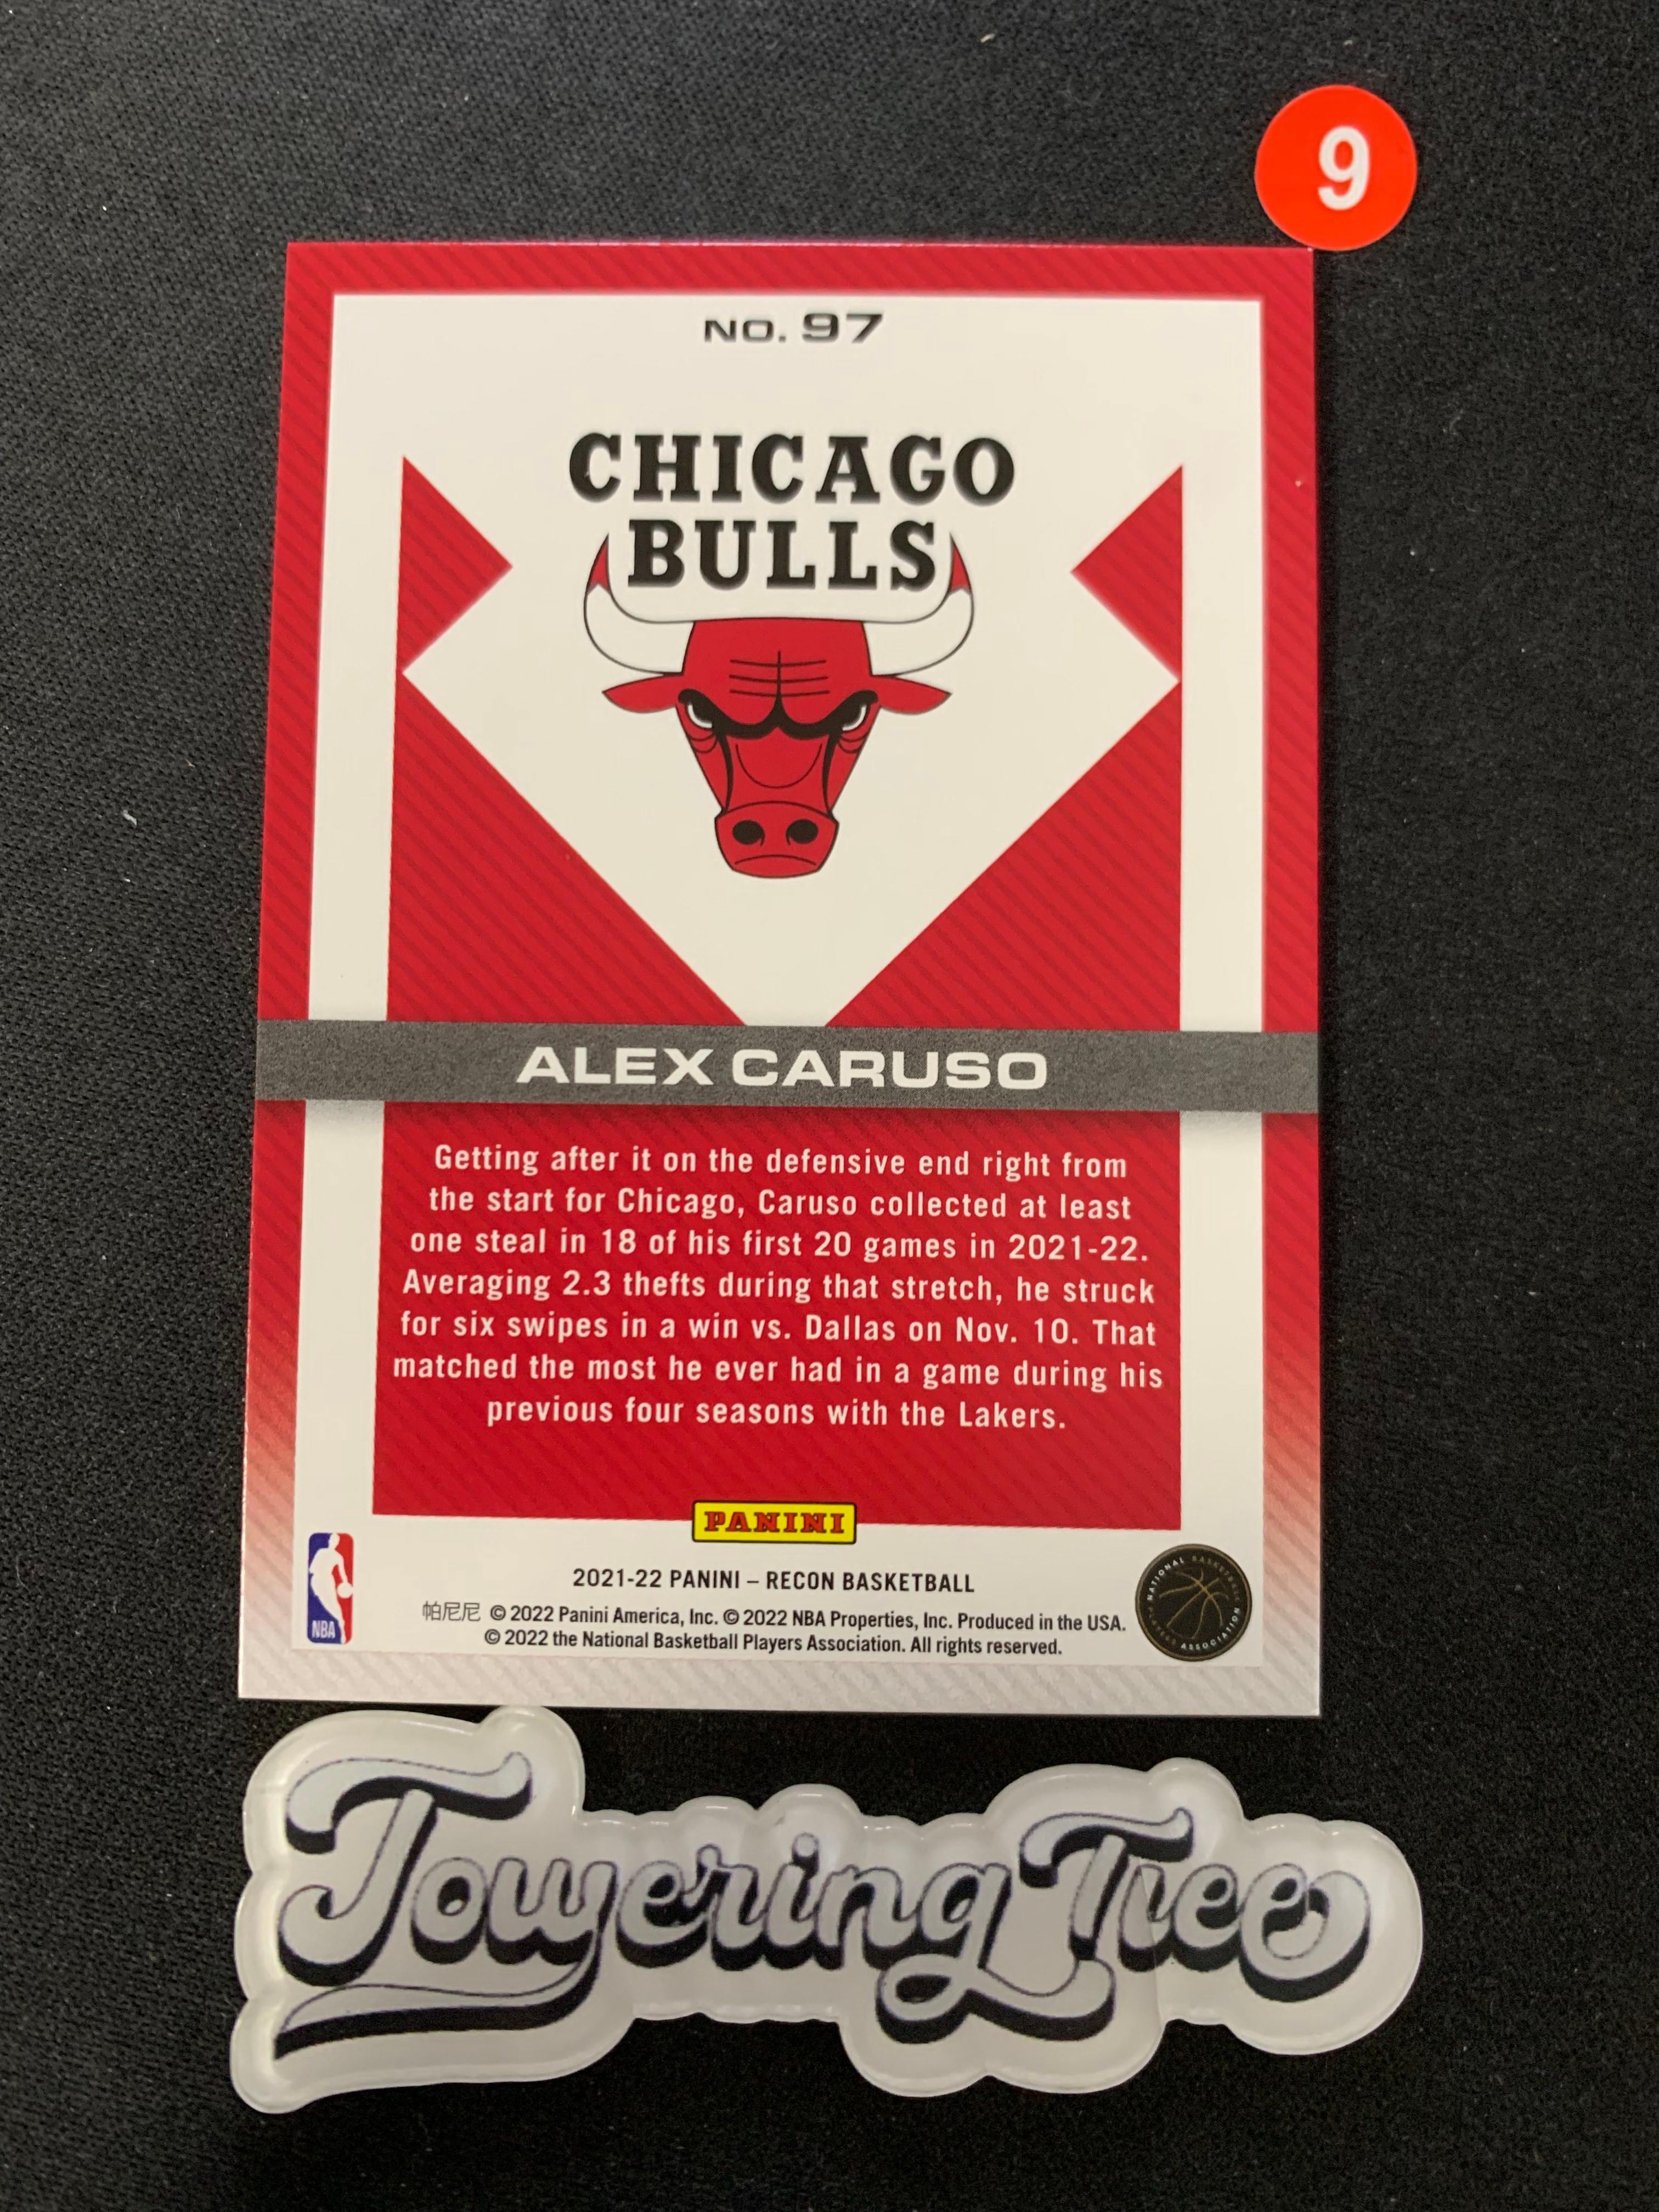 9
NO. 97
CHICAGO
BULLS
ALEX CARUSO
Getting after it on the defensive end right from
the start for Chicago, Caruso collected at least
one steal in 18 of his first 20 games in 2021-22.
Averaging 2.3 thefts during that stretch, he struck
for six swipes in a win vs. Dallas on Nov. 10. That
matched the most he ever had in a game during his
previous four seasons with the Lakers.
PANINI
NBA
2021-22 PANINI – RECON BASKETBALL
帕尼尼 © 2022 Panini America, Inc. © 2022 NBA Properties, Inc. Produced in the USA.
© 2022 the National Basketball Players Association. All rights reserved.
NATIONAL BASKETBALL PLAYERS ASSOCIATION
ToweringTree